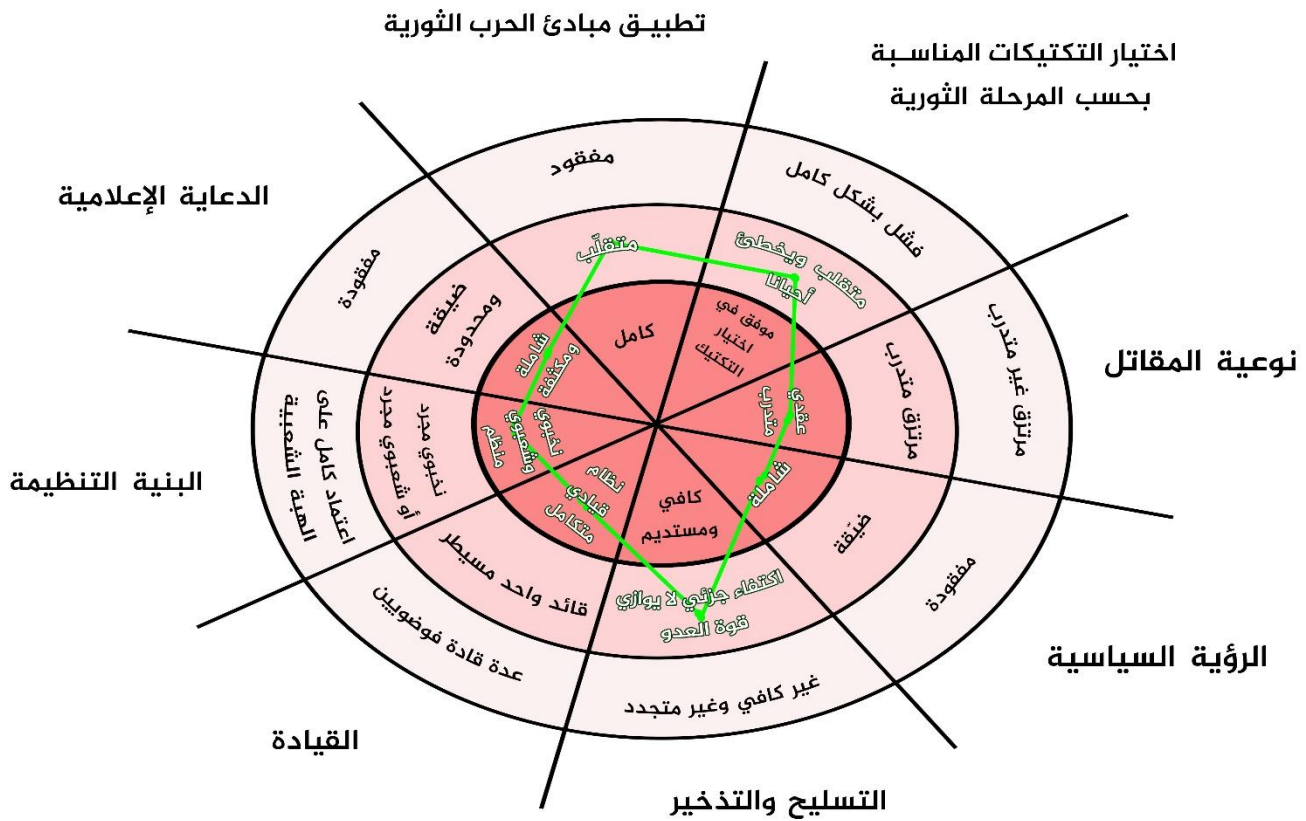 تطبيـق مبادئ الحرب الثورية
اختيار التكتيكات المناسـبة
بحسب المرحلة الثورية
مفقود
متقلّب
كامل
فشل بشكل كامل
متقلب ويخطئ
أحيانا
موفق في
اختيار
التكتيك
نوعية المقاتل
مرتزق غير متدرب
مرتزق متدرب
عقدي
متدرب
الرؤية السياسية
مفقودة
ضيّقة
شاملة
التسليح والتذخير
غير كافي وغير متجدد
اكتفاء جزئي لا يوازي
قوة العدو
كافي
ومستديم
القيادة
عدة قادة فوضويين
قائد واحد مسيطر
نظام
قيادي
متكامل
البنية التنظيمة
اعتماد كامل على
الهبة الشعبية
نخبوي مجرد
أو شعبوي مجرد
نخبوي
وشعبوي
منظم
الدعاية الإعلامية
مفقودة
ضيقة
ومحدودة
شاملة
ومكثفة